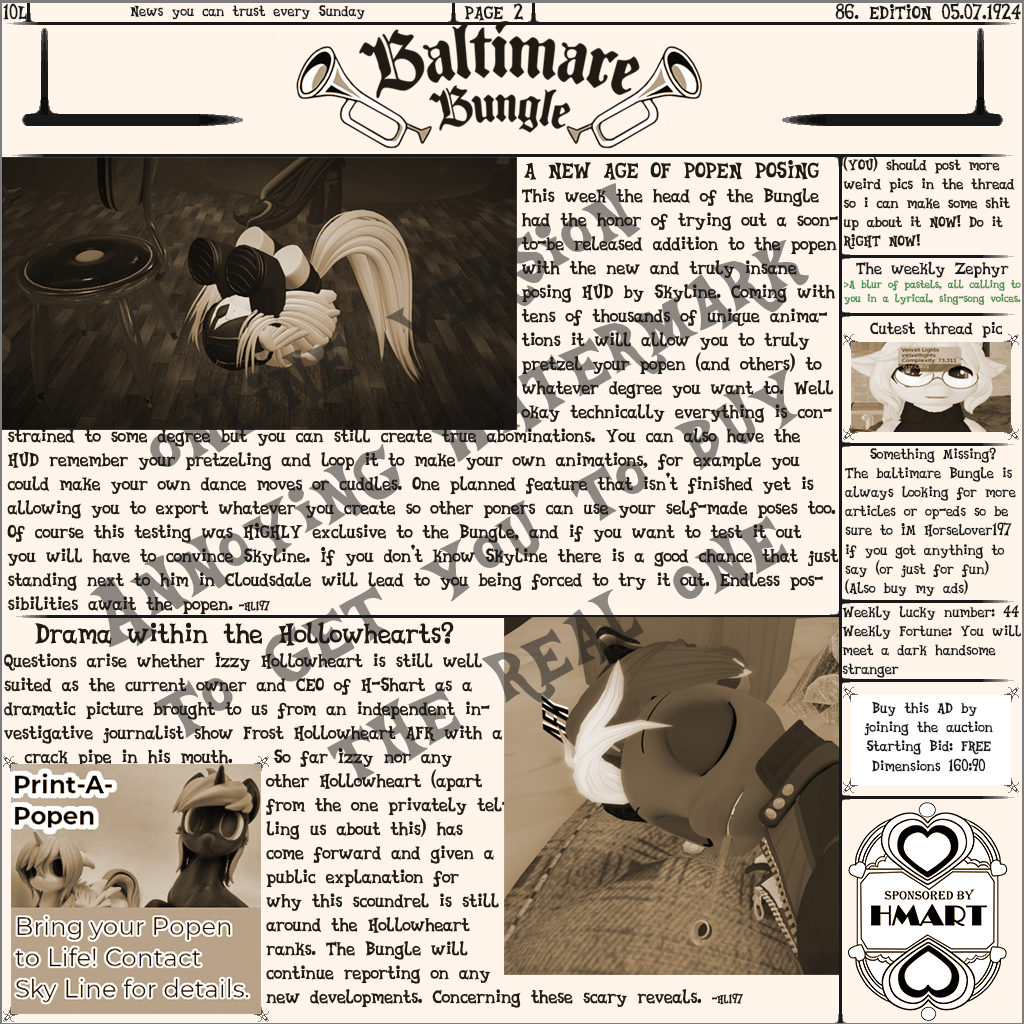 10L
News you can trust every Sunday
PAGE 2
86. EDITION 05.07.1924
Baltimare
Bungle
A NEW AGE OF POPEN POSING
This week the head of the Bungle
had the honor of trying out a soon-
to-be released addition to the popen
with the new and truly insane
posing HUD by Skyline. Coming with
tens of thousands of unique anima-
tions it will allow you to truly
pretzel your popen (and others) to
whatever degree you want to. Well
okay technically everything is con-
strained to some degree but you can still create true abominations. You can also have the
HUD remember your pretzeling and loop it to make your own animations, for example you
could make your own dance moves or cuddles. One planned feature that isn't finished yet is
allowing you to export whatever you create so other poners can use your self-made poses too.
Of course this testing was HIGHLY exclusive to the Bungle, and if you want to test it out
you will have to convince Skyline. if you don't know Skyline there is a good chance that just
standing next to him in Cloudsdale will lead to you being forced to try it out. Endless pos-
sibilities await the popen. -HL197
Drama within the Hollowhearts?
Questions arise whether izzy Hollowheart is still well
suited as the current owner and CEO of H-Shart as a
dramatic picture brought to us from an independent in-
vestigative journalist show Frost Hollowheart AFK with a
crack pipe in his mouth. So far izzy nor any
other Hollowheart (apart
from the one privately tel-
ling us about this) has
come forward and given a
public explanation for
why this scoundrel is still
around the Hollowheart
ranks. The Bungle will
continue reporting on any
new developments. Concerning these scary reveals. -HL197
Print-A-
Popen
Bring your Popen
to Life! Contact
Sky Line for details.
AFK
(YOU) should post more
weird pics in the thread
so i can make some shit
up about it NOW! Do it
RIGHT NOW!
The weekly Zephyr
>A blur of pastels, all calling to
you in a lyrical, sing-song voices.
Cutest thread pic
Velvet Lights
velvetlights
Complexity: 73,311
Something Missing?
The baltimare Bungle is
always looking for more
articles or op-eds so be
sure to iM Horselover197
if you got anything to
say (or just for fun)
(Also buy my ads)
Weekly lucky number: 44
Weekly Fortune: You will
meet a dark handsome
stranger
Buy this AD by
joining the auction
Starting Bid: FREE
Dimensions 160:90
SPONSORED BY
HMART
ONLINE VERSION
ANNOYING WATERMARK
TO GET YOU TO BUY
THE REAL ONE